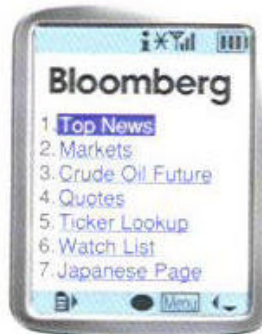 Bloomberg
1. Top News
2. Markets
3. Crude Oil Future
4. Quotes
5. Ticker Lookup
6. Watch List
7. Japanese Page
Menu